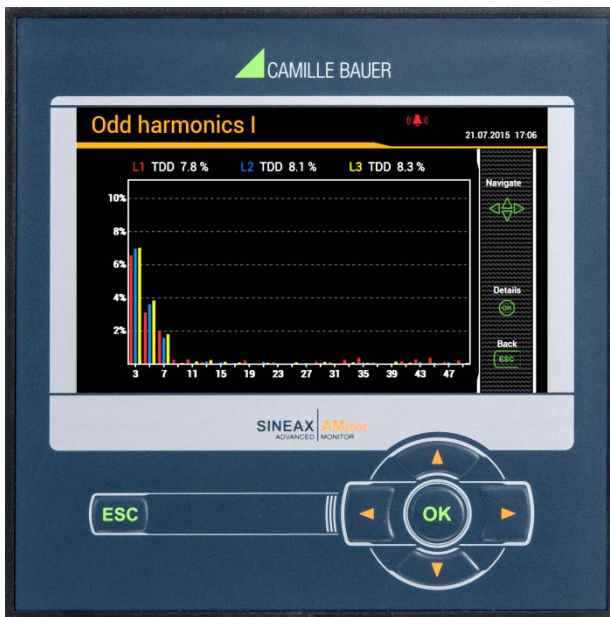 CAMILLE BAUER
Odd harmonics I
21.07.2015 17:06
L1 TDD 7.8 % L2 TDD 8.1 % L3 TDD 8.3 %
Navigate
10%
8%
6%
4%
2%
Details
OK
Back
ESC
3 7 11 15 19 23 27 31 35 39 43 47
SINEAX AM2000
ADVANCED MONITOR
ESC
OK